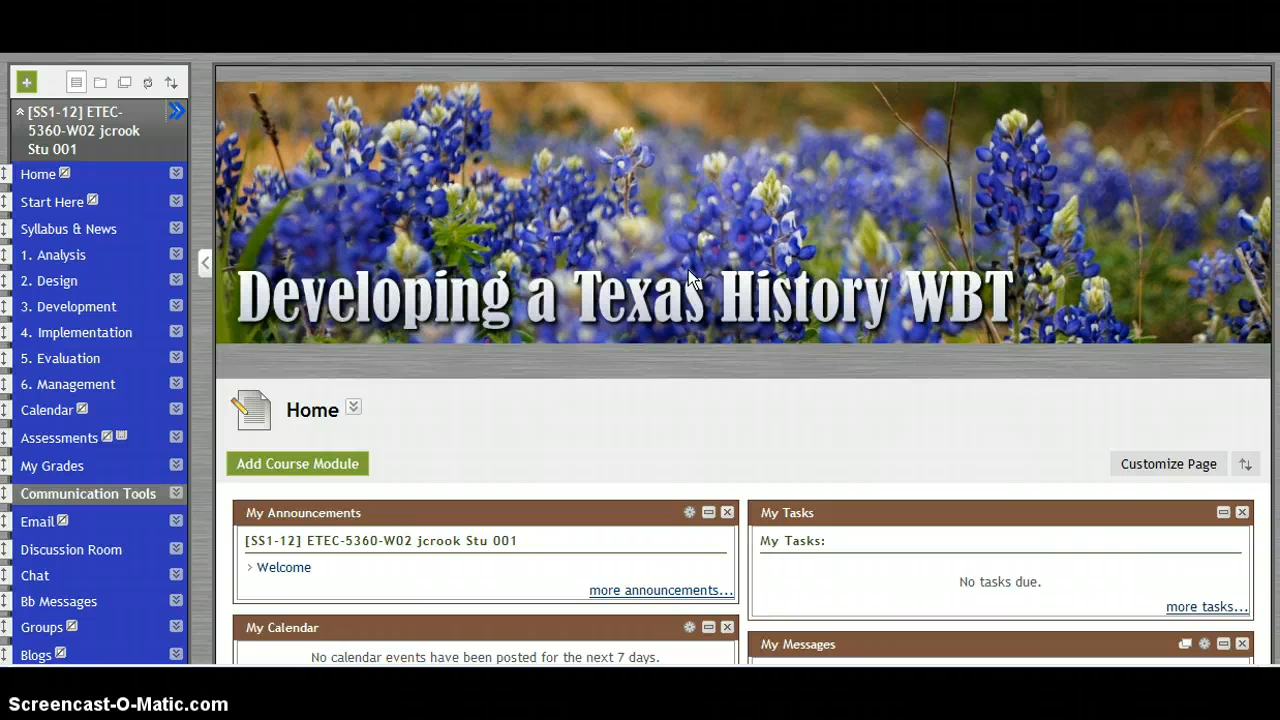 [SS1-12] ETEC-
5360-W02 jcrook
Stu 001
Home
Start Here
Syllabus & News
1. Analysis
2. Design
3. Development
4. Implementation
5. Evaluation
6. Management
Calendar
Assessments
My Grades
Communication Tools
Email
Discussion Room
Chat
Bb Messages
Groups
Blogs
Developing a Texas History WBT
Home
Add Course Module
Customize Page
My Announcements
[SS1-12] ETEC-5360-W02 jcrook Stu 001
Welcome
more announcements...
My Calendar
No calendar events have been posted for the next 7 days.
My Tasks
My Tasks:
No tasks due.
more tasks...
My Messages
Screencast-O-Matic.com